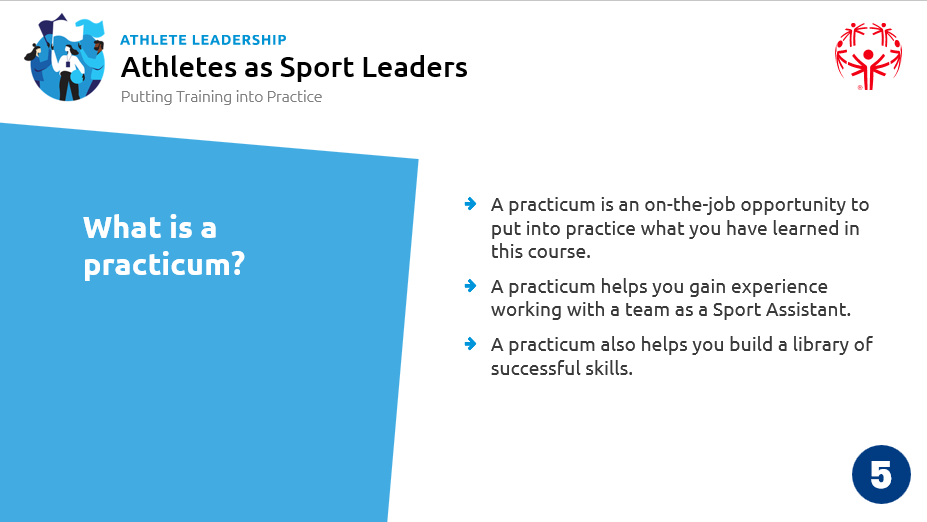 ATHLETE LEADERSHIP
Athletes as Sport Leaders
Putting Training into Practice
What is a
practicum?
A practicum is an on-the-job opportunity to
put into practice what you have learned in
this course.
A practicum helps you gain experience
working with a team as a Sport Assistant.
A practicum also helps you build a library of
successful skills.
5